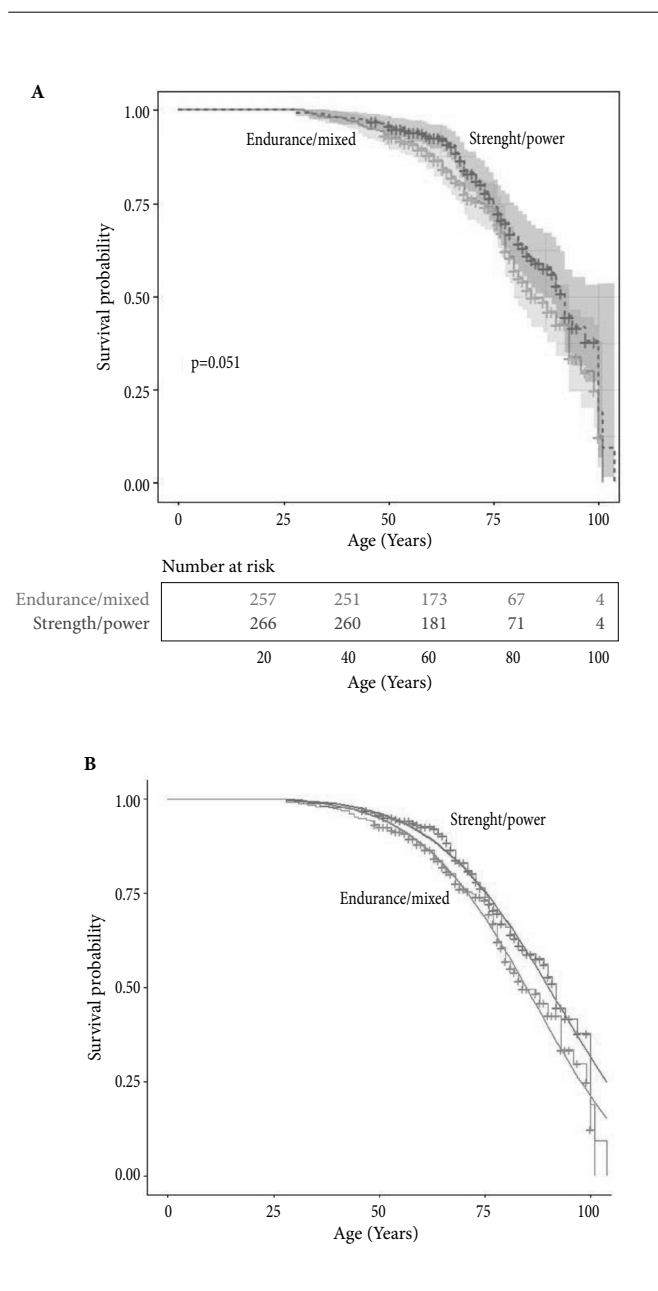 A
1.00
Endurance/mixed
Strenght/power
0.75
Survival probability
0.50
p=0.051
0.25
0.00
0 25 50 75 100
Age (Years)
Number at risk
Endurance/mixed 257 251 173 67 4
Strength/power 266 260 181 71 4
20 40 60 80 100
Age (Years)
B
1.00
Strenght/power
0.75
Endurance/mixed
Survival probability
0.50
0.25
0.00
0 25 50 75 100
Age (Years)